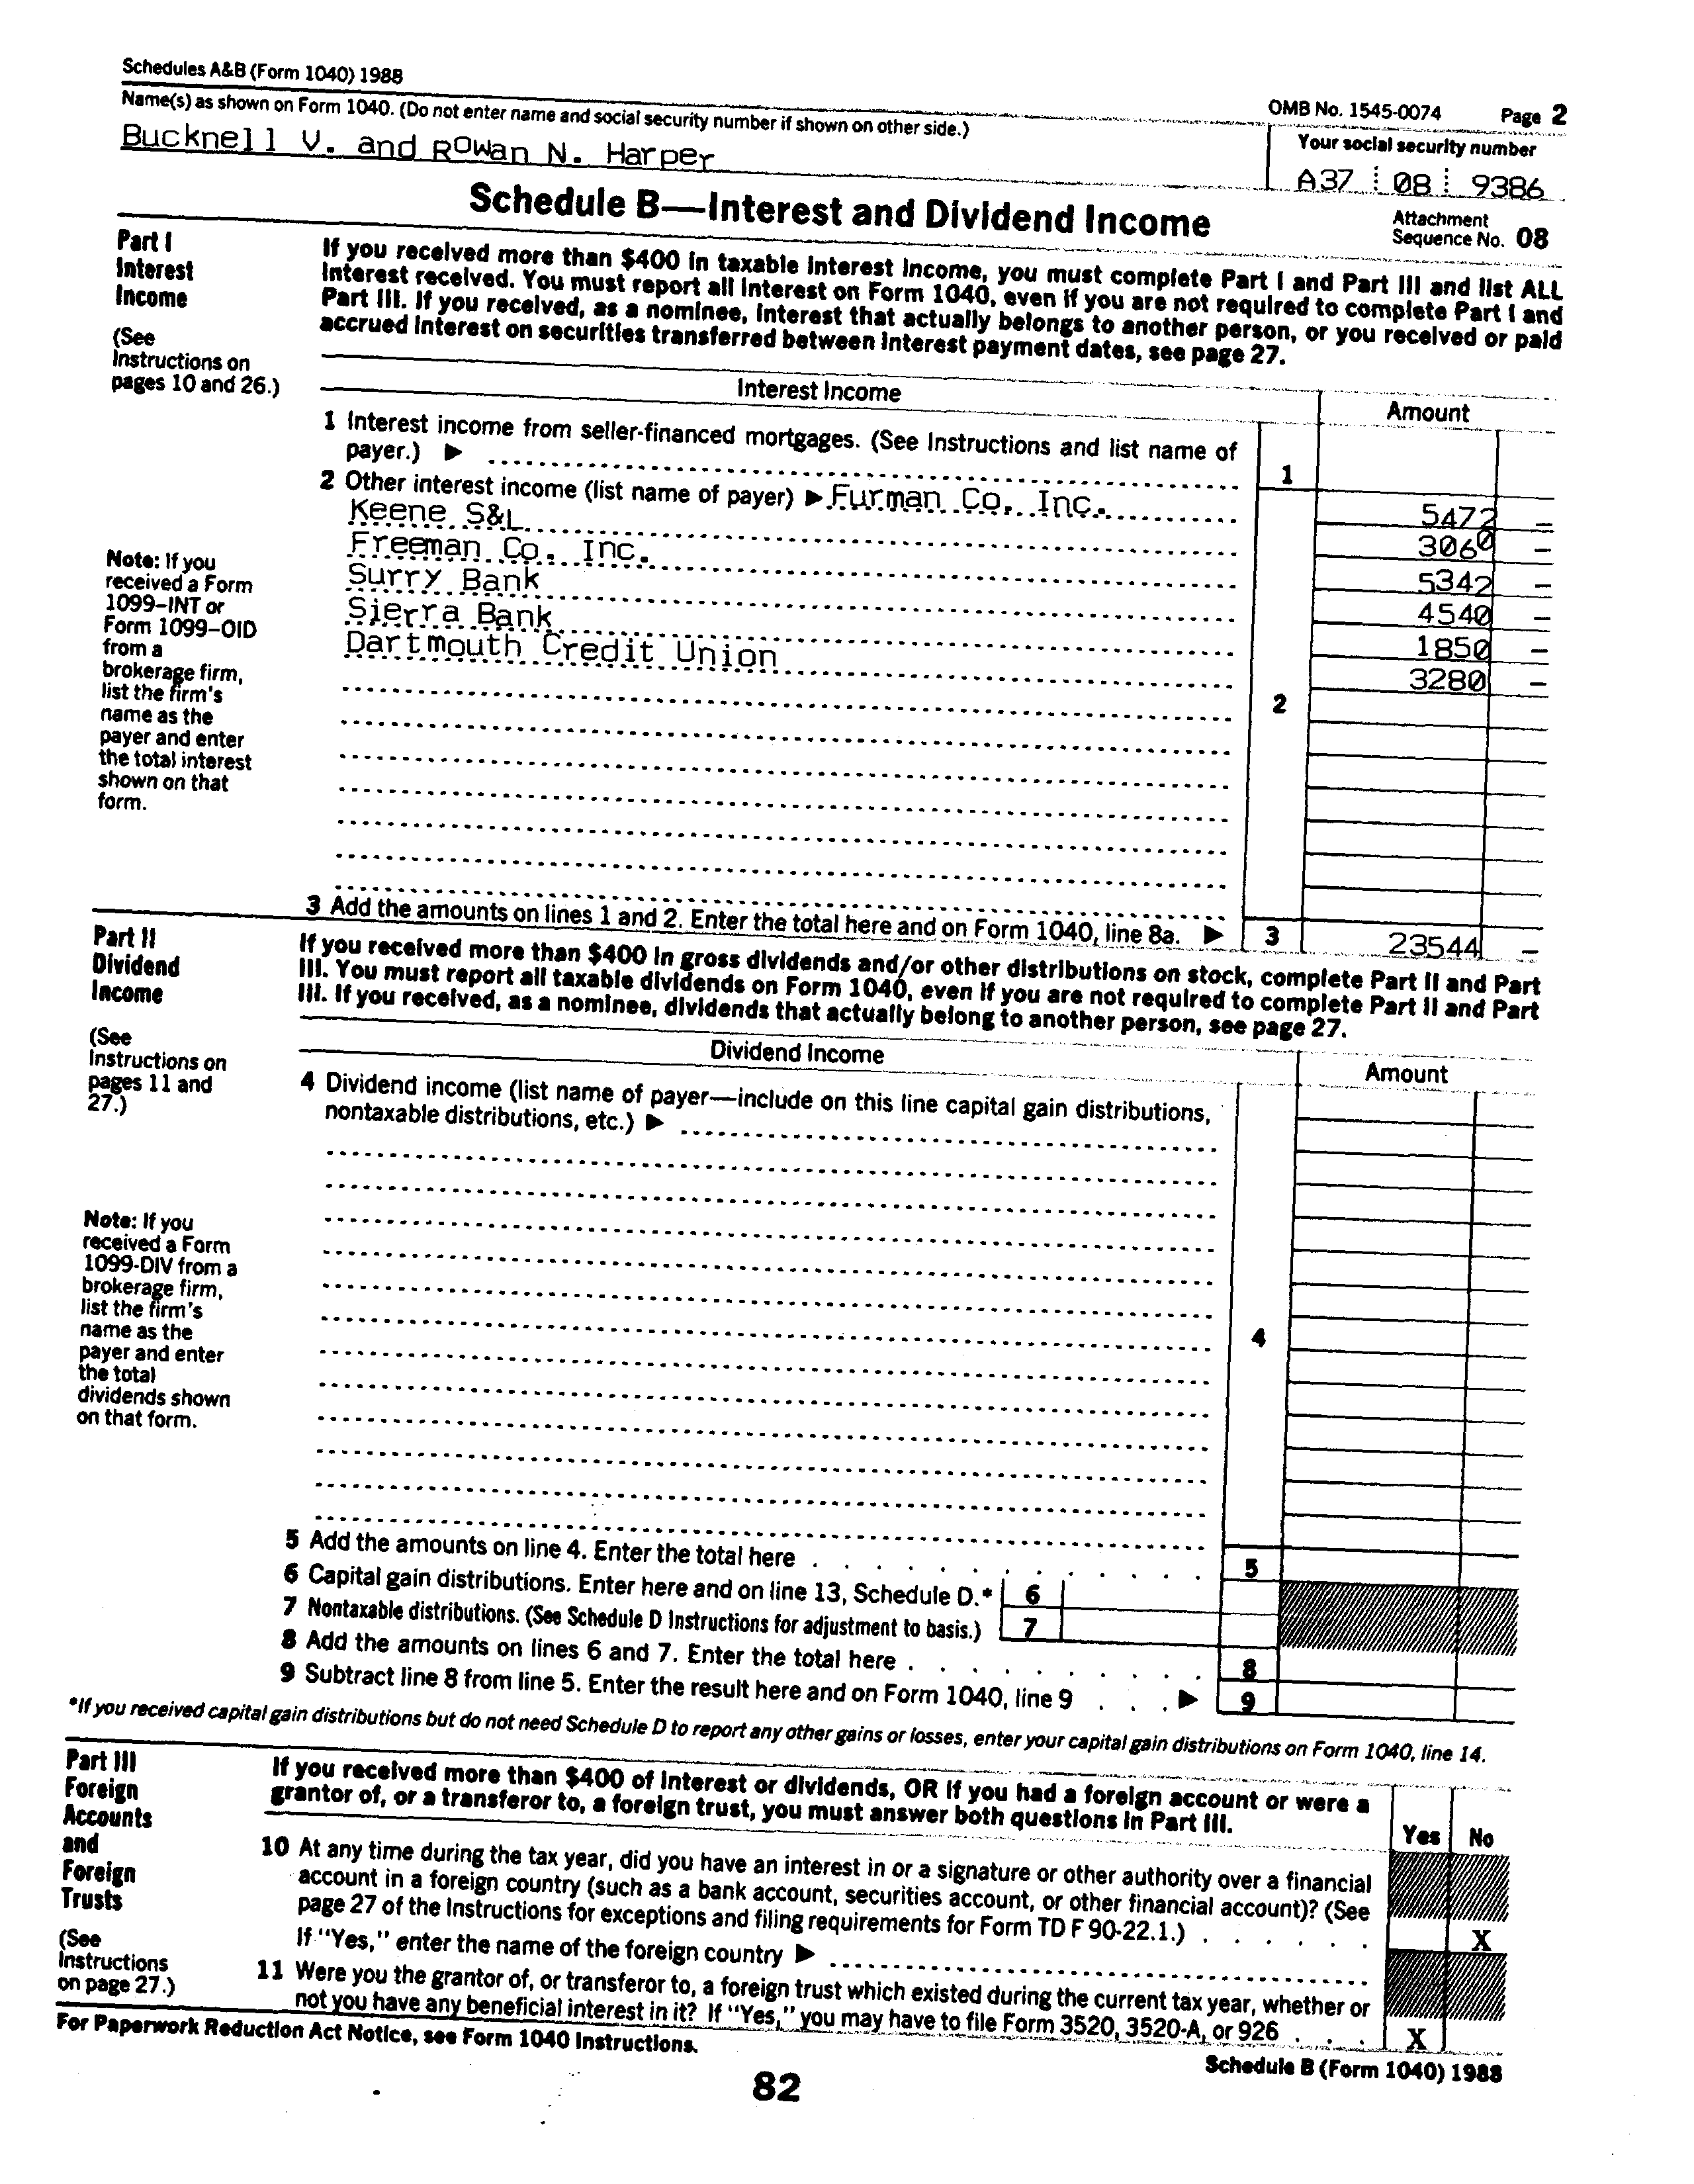 Schedules A&B (Form 1040) 1988
OMB No. 1545-0074 Page 2
Name(s) as shown on Form 1040. (Do not enter name and social security number if shown on other side.)
Your social security number
Bucknell V. and Rowan N. Harper
A37 08 9386
Schedule B—Interest and Dividend Income
Attachment
Sequence No. 08
Part I
Interest
Income
(See
Instructions on
pages 10 and 26.)
If you received more than $400 in taxable interest income, you must complete Part I and Part III and list ALL
interest received. You must report all interest on Form 1040, even if you are not required to complete Part I and
Part III. If you received, as a nominee, interest that actually belongs to another person, or you received or paid
accrued interest on securities transferred between interest payment dates, see page 27.
Interest Income
Amount
1 Interest income from seller-financed mortgages. (See Instructions and list name of
payer.) ▶
1
2 Other interest income (list name of payer) ▶ Furman Co. Inc. 5472 –
Keene S&L 3060 –
Freeman Co. Inc. 5342 –
Surry Bank 4540 –
Sierra Bank 1850 –
Dartmouth Credit Union 3280 –
2
Note: If you
received a Form
1099–INT or
Form 1099–OID
from a
brokerage firm,
list the firm's
name as the
payer and enter
the total interest
shown on that
form.
3 Add the amounts on lines 1 and 2. Enter the total here and on Form 1040, line 8a. ▶ 3 23544 –
Part II
Dividend
Income
(See
Instructions on
pages 11 and
27.)
If you received more than $400 in gross dividends and/or other distributions on stock, complete Part II and Part
III. You must report all taxable dividends on Form 1040, even if you are not required to complete Part II and Part
III. If you received, as a nominee, dividends that actually belong to another person, see page 27.
Dividend Income
Amount
4 Dividend income (list name of payer—include on this line capital gain distributions,
nontaxable distributions, etc.) ▶
4
Note: If you
received a Form
1099-DIV from a
brokerage firm,
list the firm's
name as the
payer and enter
the total
dividends shown
on that form.
5 Add the amounts on line 4. Enter the total here . . . . . . . . . . 5
6 Capital gain distributions. Enter here and on line 13, Schedule D.* 6
7 Nontaxable distributions. (See Schedule D Instructions for adjustment to basis.) 7
8 Add the amounts on lines 6 and 7. Enter the total here . . . . . . . . . . 8
9 Subtract line 8 from line 5. Enter the result here and on Form 1040, line 9 . . . ▶ 9
*If you received capital gain distributions but do not need Schedule D to report any other gains or losses, enter your capital gain distributions on Form 1040, line 14.
Part III
Foreign
Accounts
and
Foreign
Trusts
(See
Instructions
on page 27.)
If you received more than $400 of interest or dividends, OR if you had a foreign account or were a
grantor of, or a transferor to, a foreign trust, you must answer both questions in Part III.
Yes No
10 At any time during the tax year, did you have an interest in or a signature or other authority over a financial
account in a foreign country (such as a bank account, securities account, or other financial account)? (See
page 27 of the Instructions for exceptions and filing requirements for Form TD F 90-22.1.) . . . . . . X
If "Yes," enter the name of the foreign country ▶
11 Were you the grantor of, or transferor to, a foreign trust which existed during the current tax year, whether or
not you have any beneficial interest in it? If "Yes," you may have to file Form 3520, 3520-A, or 926 . . . X
For Paperwork Reduction Act Notice, see Form 1040 Instructions.
Schedule B (Form 1040) 1988
82